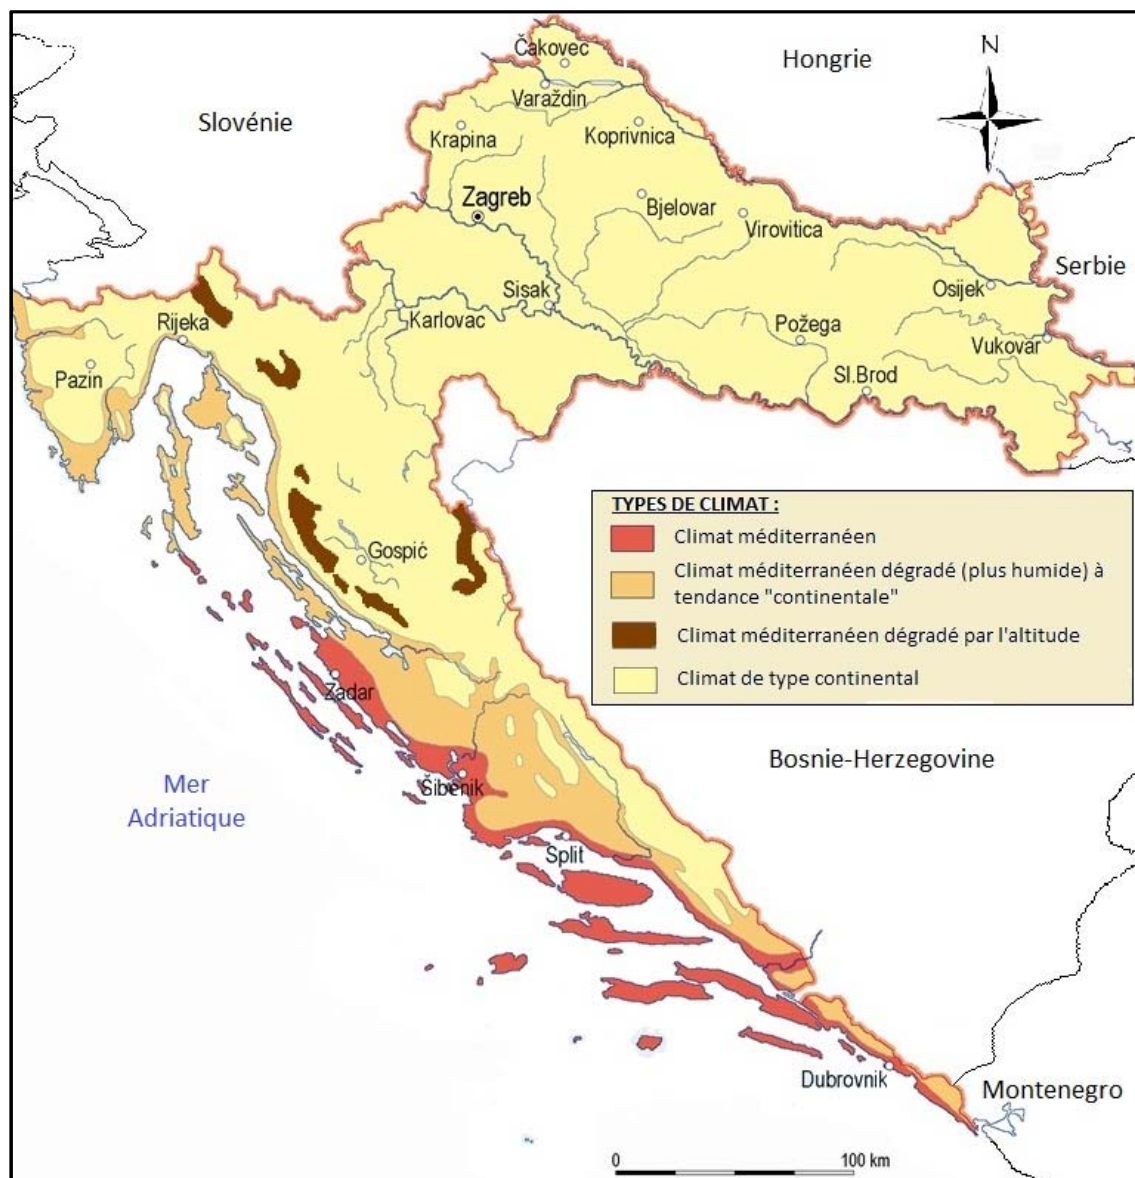 Hongrie
N
Čakovec
Varaždin
Slovénie
Krapina
Koprivnica
Zagreb
Bjelovar
Virovitica
Serbie
Osijek
Sisak
Karlovac
Rijeka
Požega
Vukovar
Pazin
Sl.Brod
TYPES DE CLIMAT :
Climat méditerranéen
Climat méditerranéen dégradé (plus humide) à
tendance "continentale"
Climat méditerranéen dégradé par l'altitude
Climat de type continental
Gospić
Zadar
Bosnie-Herzegovine
Šibenik
Mer
Adriatique
Split
Dubrovnik
Montenegro
0 100 km